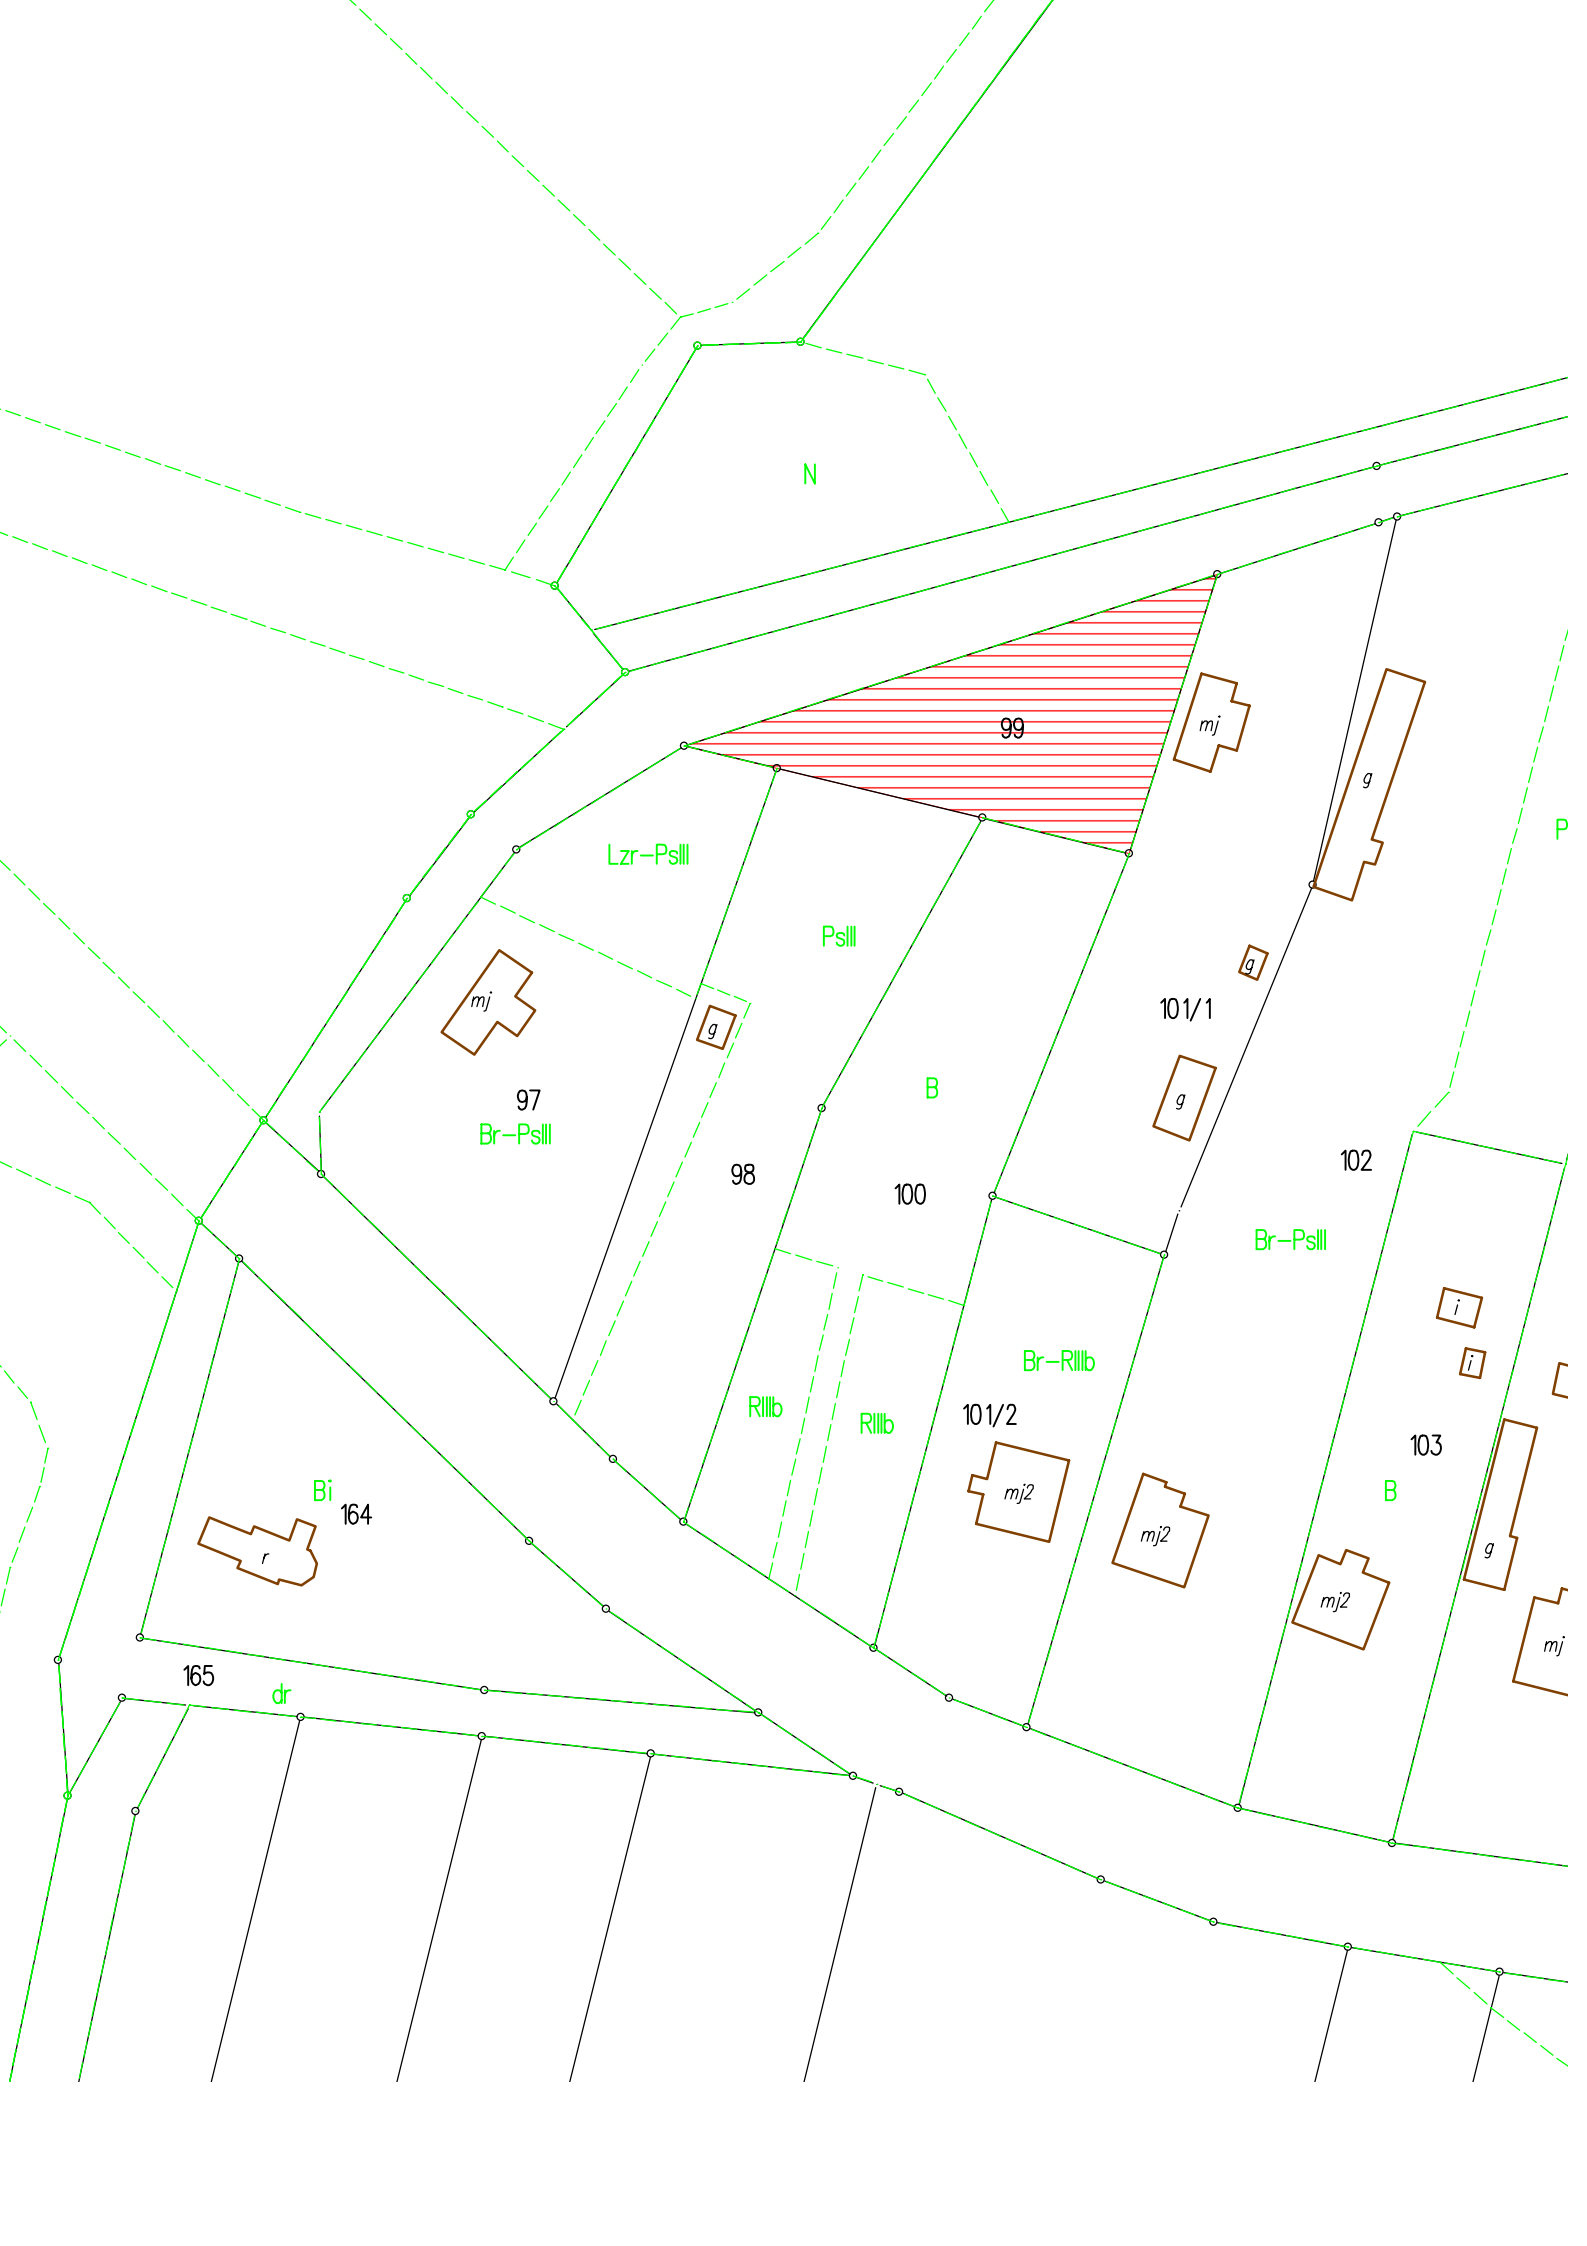 N
99
mj
g
P
Lzr-PsIII
PsIII
g
mj
101/1
g
97
B
g
Br-PsIII
102
98
100
Br-PsIII
i
i
Br-RIIIb
RIIIb
101/2
RIIIb
103
Bi
B
mj2
164
mj2
g
r
mj2
mj
165
dr